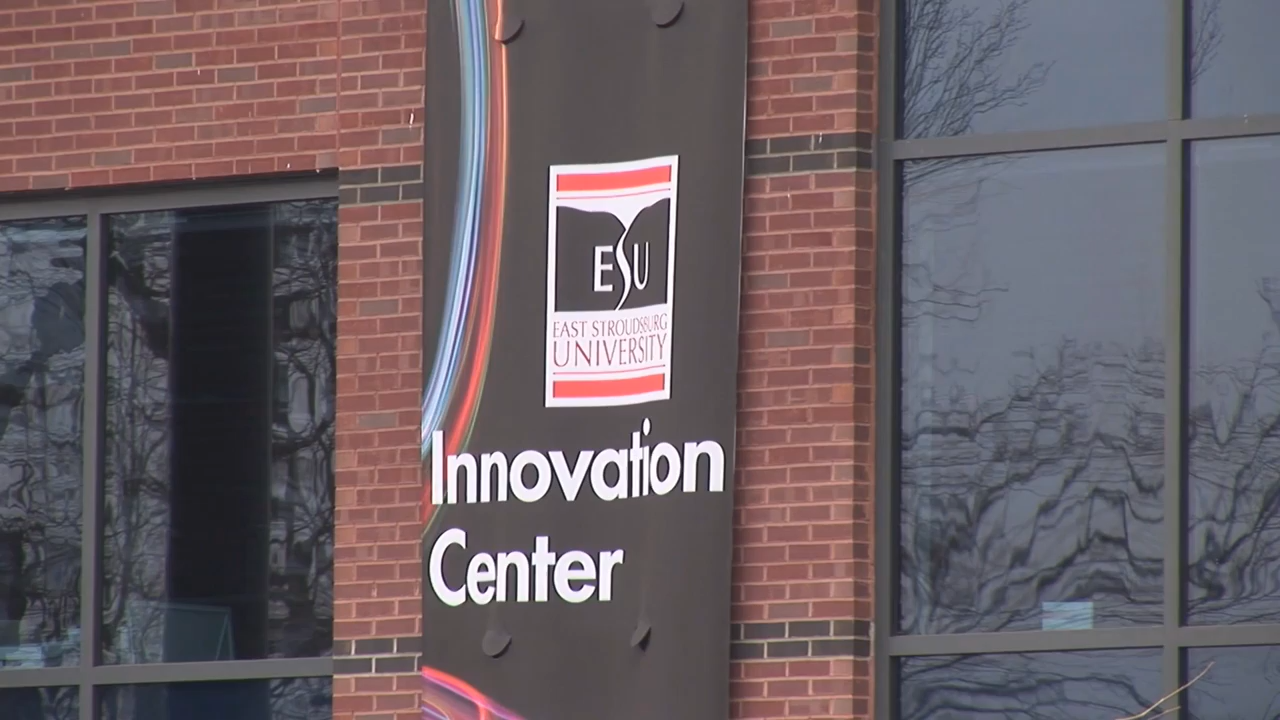 ESU
EAST STROUDSBURG
UNIVERSITY
Innovation
Center